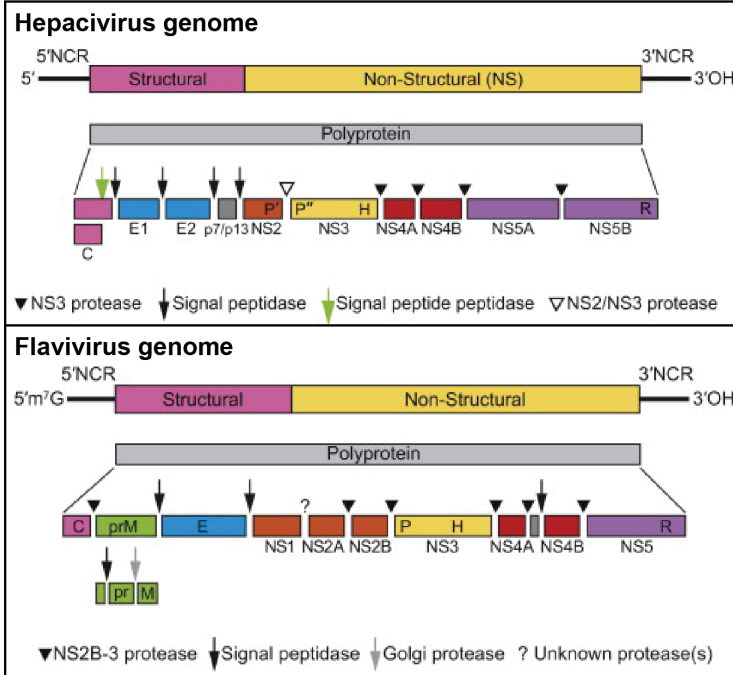 Hepacivirus genome
5′NCR 3′NCR
5′ Structural Non-Structural (NS) 3′OH
Polyprotein
P′ P″ H R
E1 E2 p7/p13 NS2 NS3 NS4A NS4B NS5A NS5B
C
▼NS3 protease Signal peptidase Signal peptide peptidase ▽NS2/NS3 protease
Flavivirus genome
5′NCR 3′NCR
5′m⁷G Structural Non-Structural 3′OH
Polyprotein
?
C prM E P H R
NS1 NS2A NS2B NS3 NS4A NS4B NS5
pr M
▼NS2B-3 protease Signal peptidase Golgi protease ? Unknown protease(s)